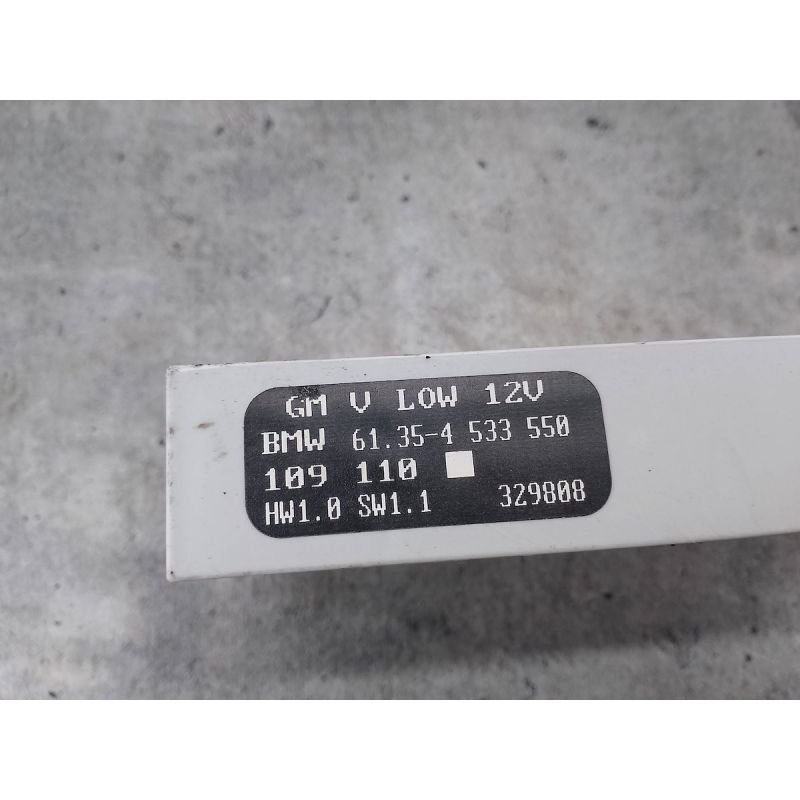 GM V LOW 12V
BMW 61.35-4 533 550
109 110
HW1.0 SW1.1 329808